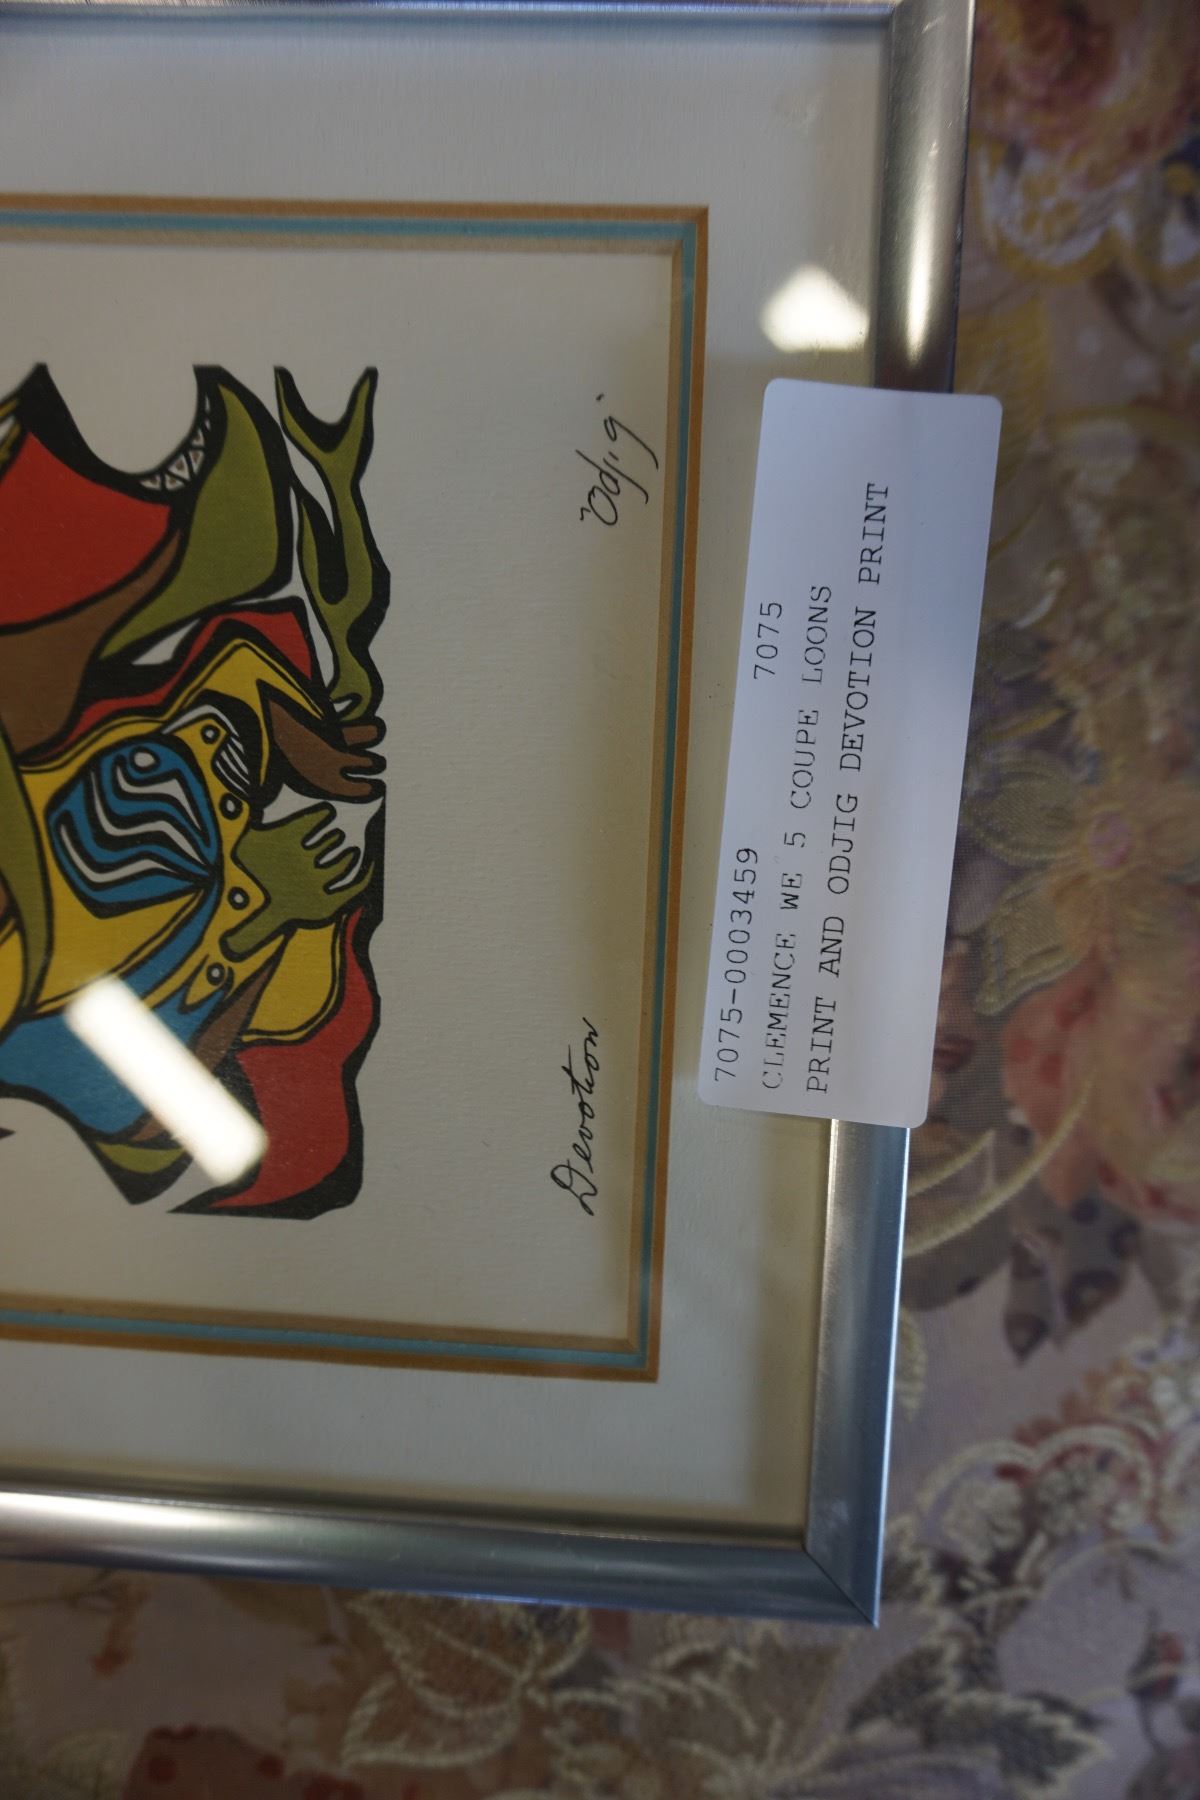 Devotion
"Odjig"
7075-0003459 7075
CLEMENCE WE 5 COUPE LOONS
PRINT AND ODJIG DEVOTION PRINT